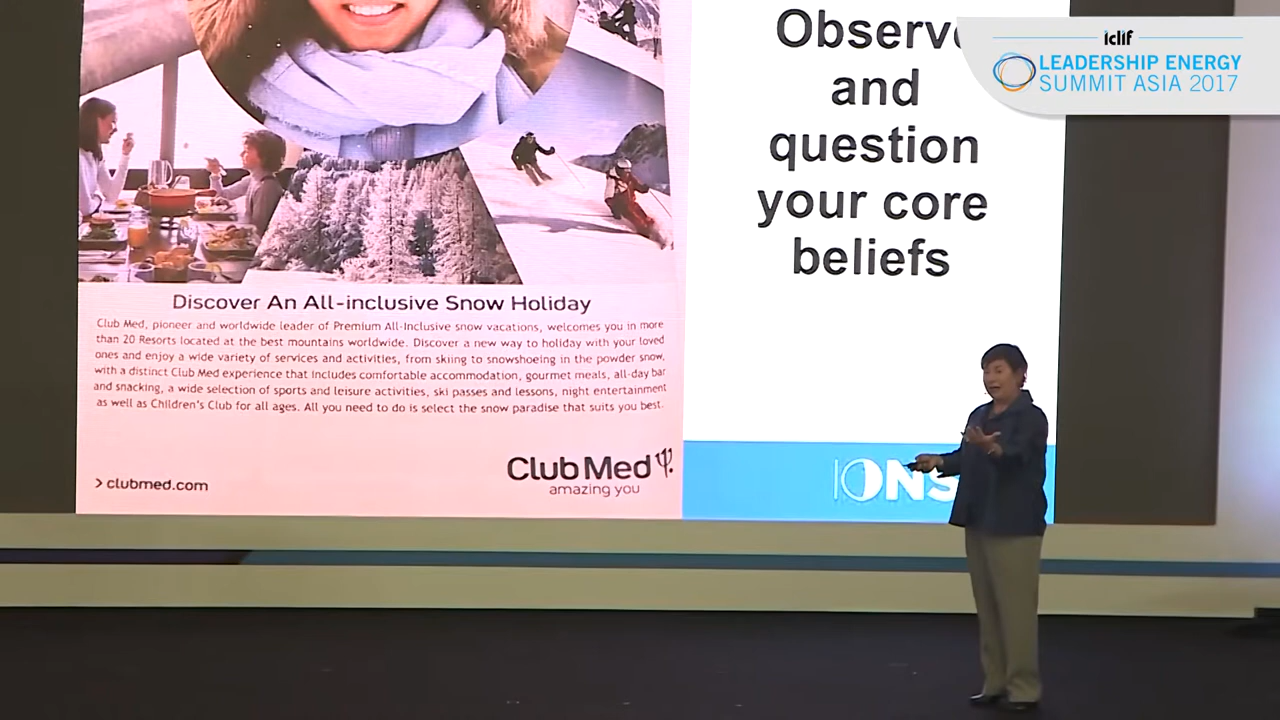 Observe
and
question
your core
beliefs
iclif
LEADERSHIP ENERGY
SUMMIT ASIA 2017
Discover An All-inclusive Snow Holiday
Club Med, pioneer and worldwide leader of Premium All-Inclusive snow vacations, welcomes you in more
than 20 Resorts located at the best mountains worldwide. Discover a new way to holiday with your loved
ones and enjoy a wide variety of services and activities, from skiing to snowshoeing in the powder snow,
with a distinct Club Med experience that includes comfortable accommodation, gourmet meals, all-day bar
and snacking, a wide selection of sports and leisure activities, ski passes and lessons, night entertainment
as well as Children's Club for all ages. All you need to do is select the snow paradise that suits you best.
> clubmed.com
Club Med
amazing you
IONS